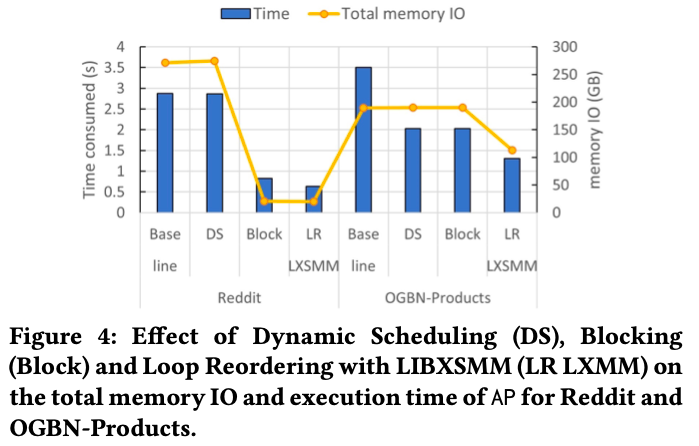 Time Total memory IO
Time consumed (s)
4
3.5
3
2.5
2
1.5
1
0.5
0
300
250
200
150
100
50
0
memory IO (GB)
Base line DS Block LR LXSMM Base line DS Block LR LXSMM
Reddit OGBN-Products
Figure 4: Effect of Dynamic Scheduling (DS), Blocking
(Block) and Loop Reordering with LIBXSMM (LR LXMM) on
the total memory IO and execution time of AP for Reddit and
OGBN-Products.